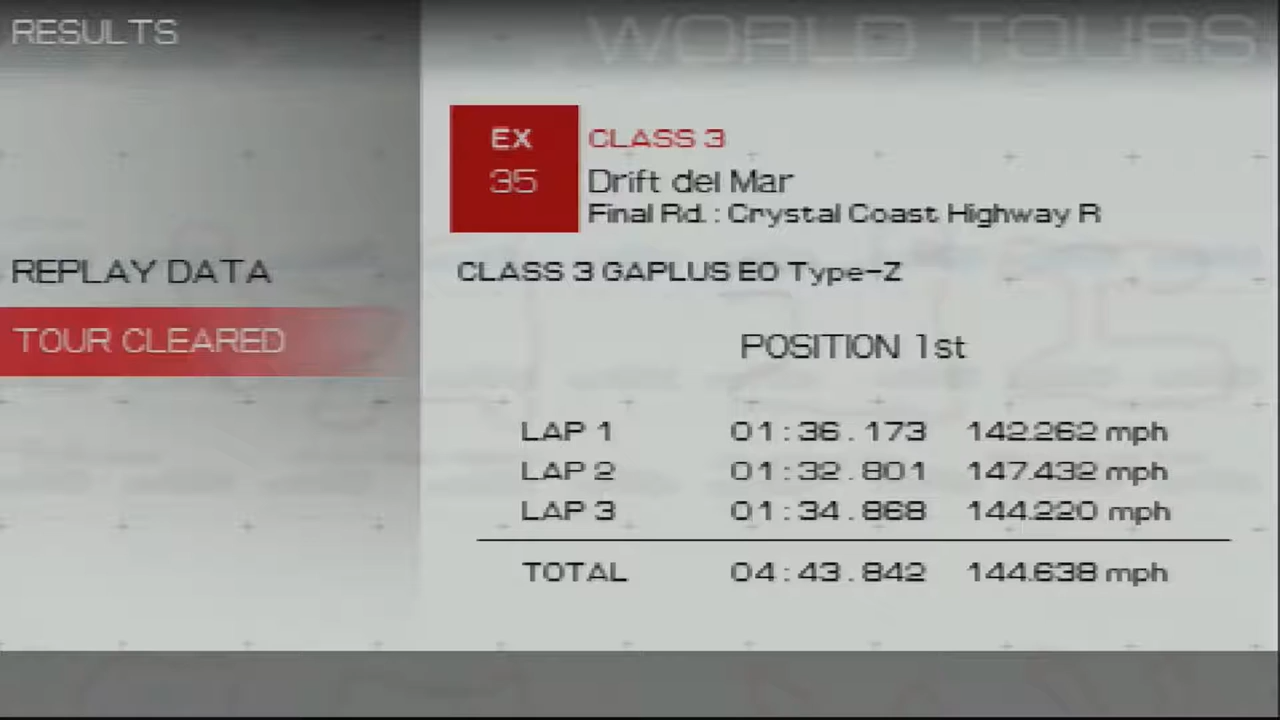 RESULTS
WORLD TOURS
EX
35
CLASS 3
Drift del Mar
Final Rd. : Crystal Coast Highway R
REPLAY DATA
TOUR CLEARED
CLASS 3 GAPLUS EO Type-Z
POSITION 1st
LAP 1 01:36.173 142.262 mph
LAP 2 01:32.801 147.432 mph
LAP 3 01:34.868 144.220 mph
TOTAL 04:43.842 144.638 mph